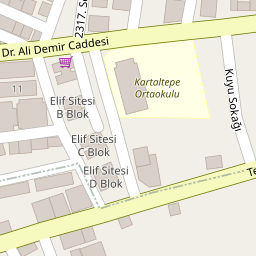 2317. S
Dr. Ali Demir Caddesi
11
Kartaltepe
Ortaokulu
Elif Sitesi
B Blok
Kuyu Sokağı
Elif Sitesi
C Blok
Elif Sitesi
D Blok
Te